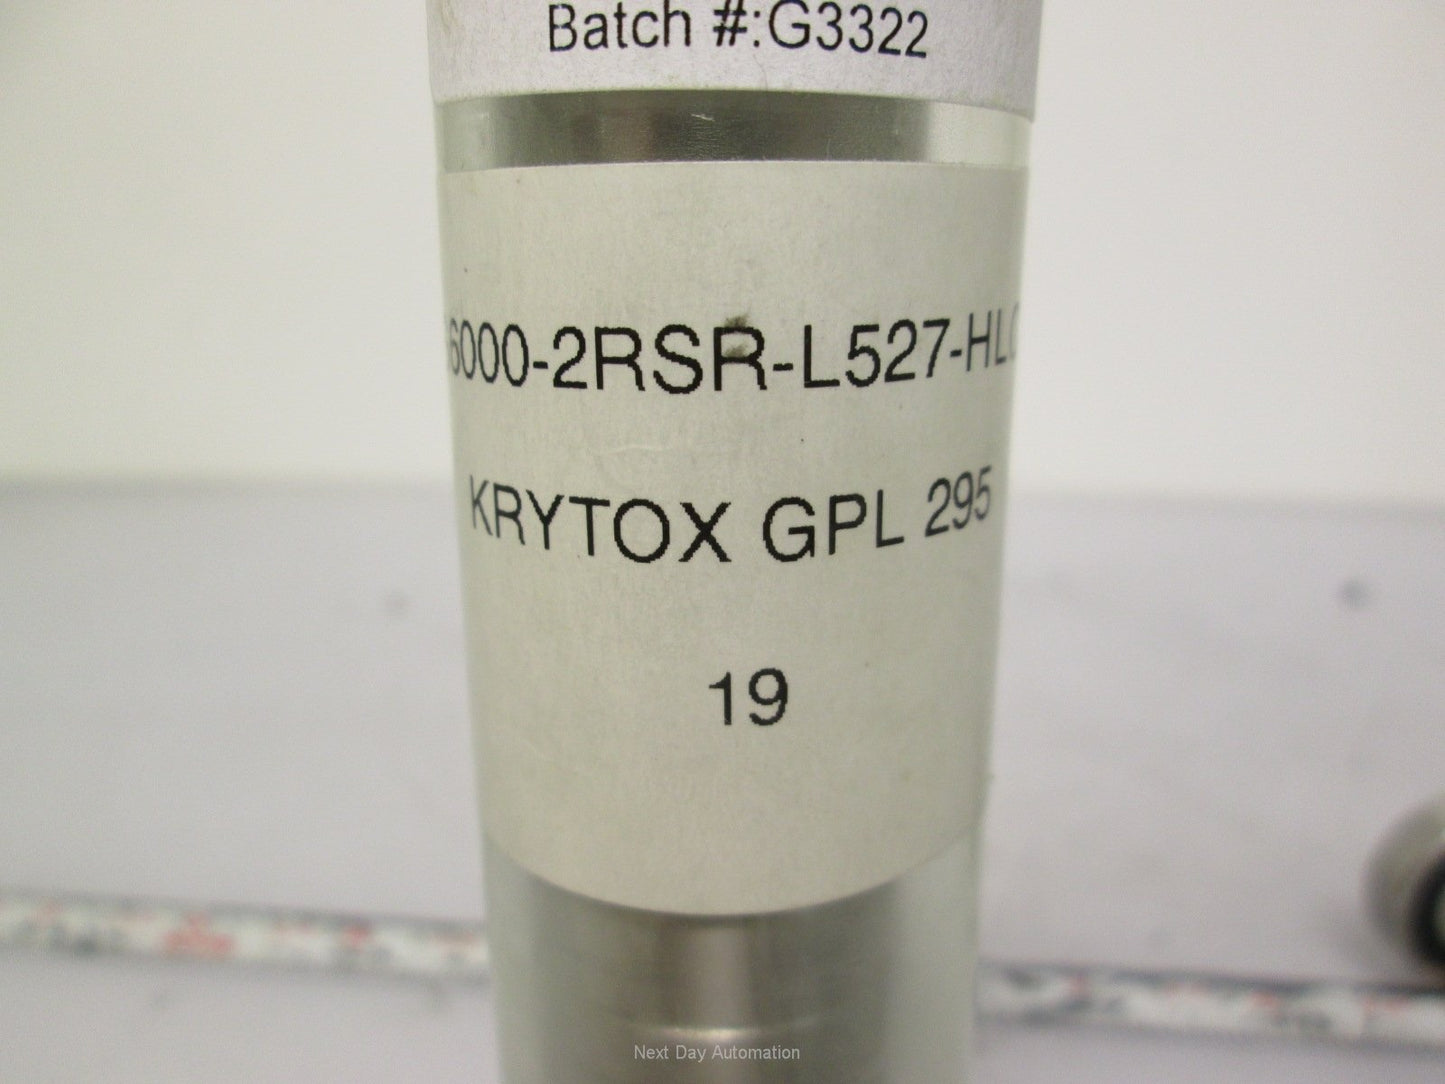 Batch #:G3322
6000-2RSR-L527-HL
KRYTOX GPL 295
19
Next Day Automation